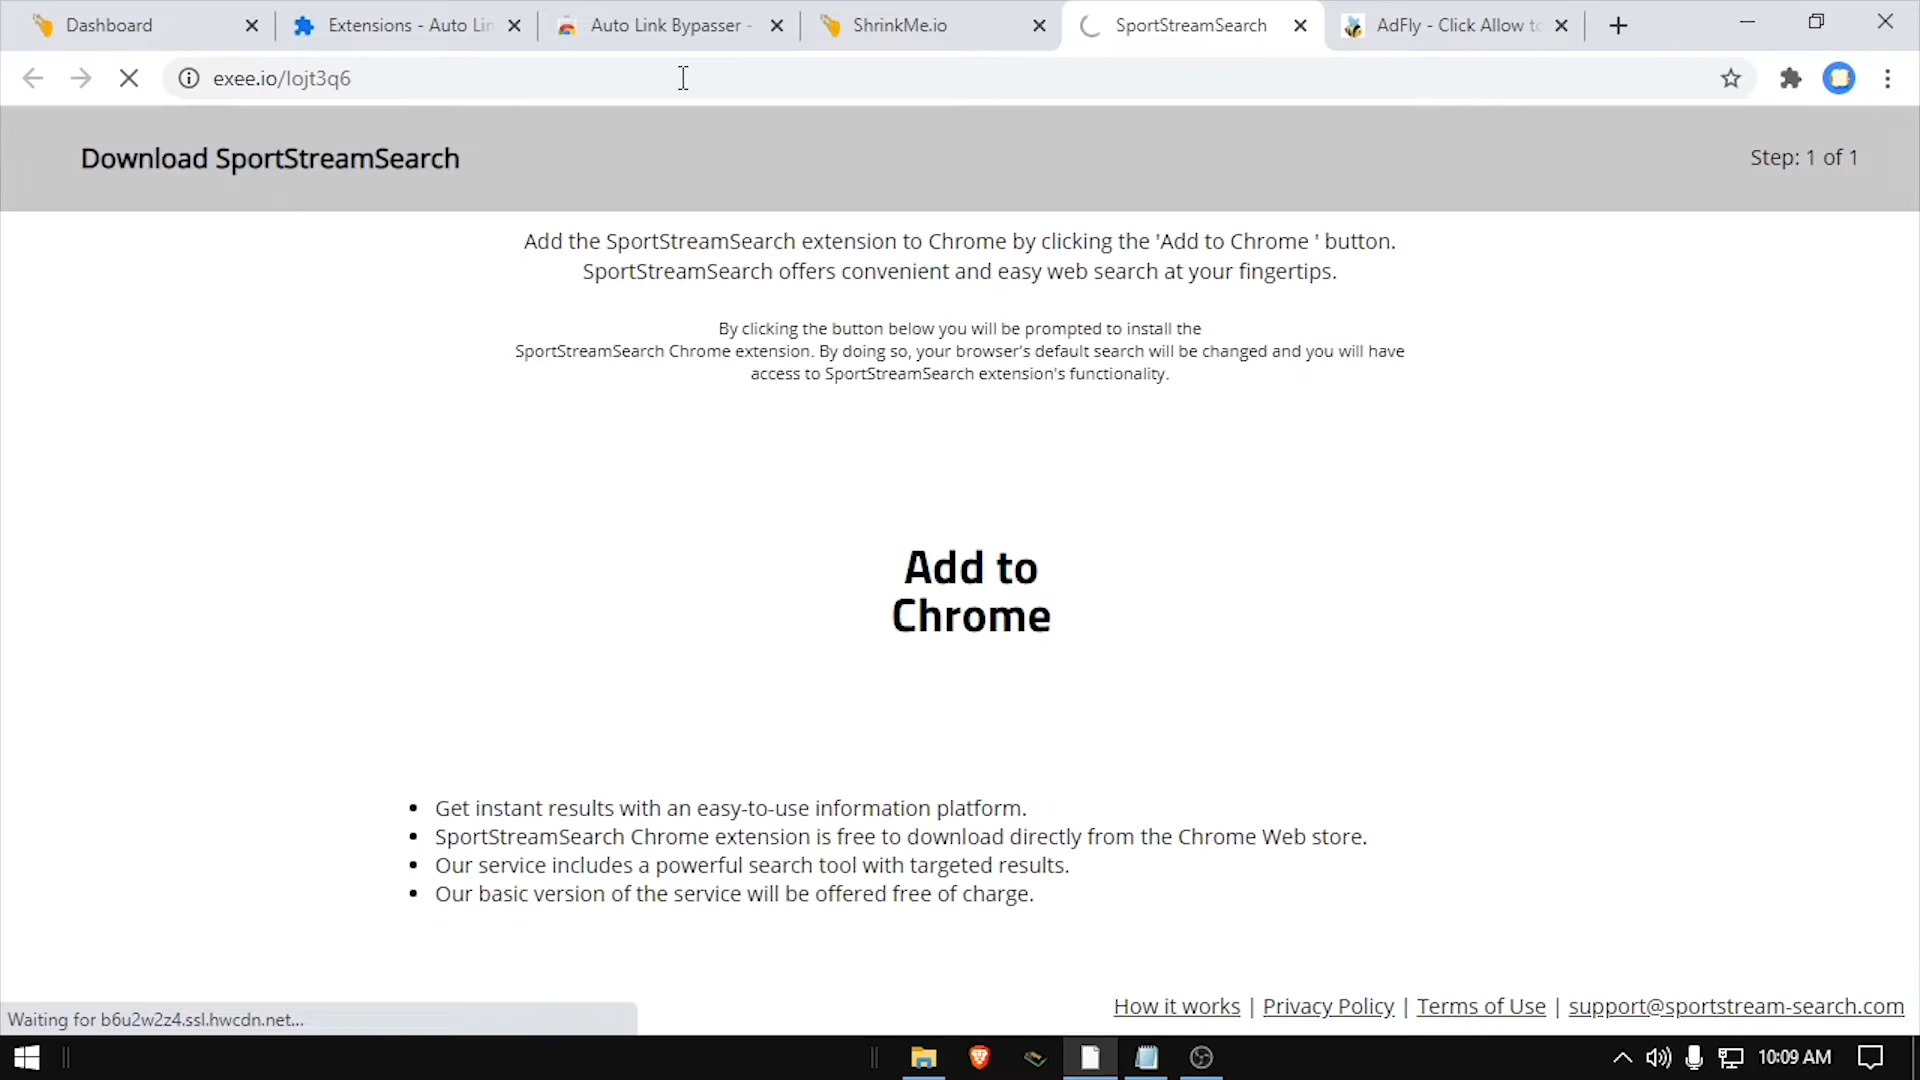 Dashboard
Extensions - Auto Lin
Auto Link Bypasser -
ShrinkMe.io
SportStreamSearch
AdFly - Click Allow to
exee.io/lojt3q6
Download SportStreamSearch
Step: 1 of 1
Add the SportStreamSearch extension to Chrome by clicking the 'Add to Chrome ' button.
SportStreamSearch offers convenient and easy web search at your fingertips.
By clicking the button below you will be prompted to install the
SportStreamSearch Chrome extension. By doing so, your browser's default search will be changed and you will have
access to SportStreamSearch extension's functionality.
Add to
Chrome
• Get instant results with an easy-to-use information platform.
• SportStreamSearch Chrome extension is free to download directly from the Chrome Web store.
• Our service includes a powerful search tool with targeted results.
• Our basic version of the service will be offered free of charge.
How it works | Privacy Policy | Terms of Use | support@sportstream-search.com
Waiting for b6u2w2z4.ssl.hwcdn.net...
10:09 AM